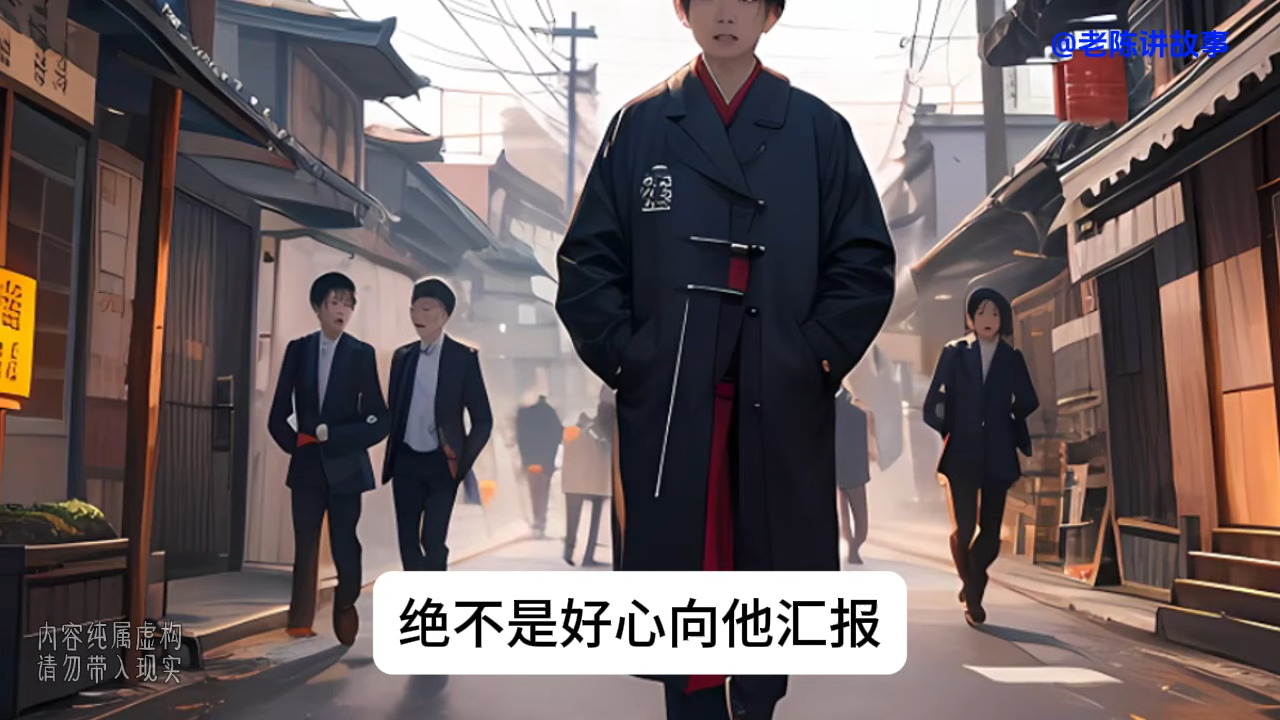 @老陈讲故事
绝不是好心向他汇报
内容纯属虚构
请勿带入现实